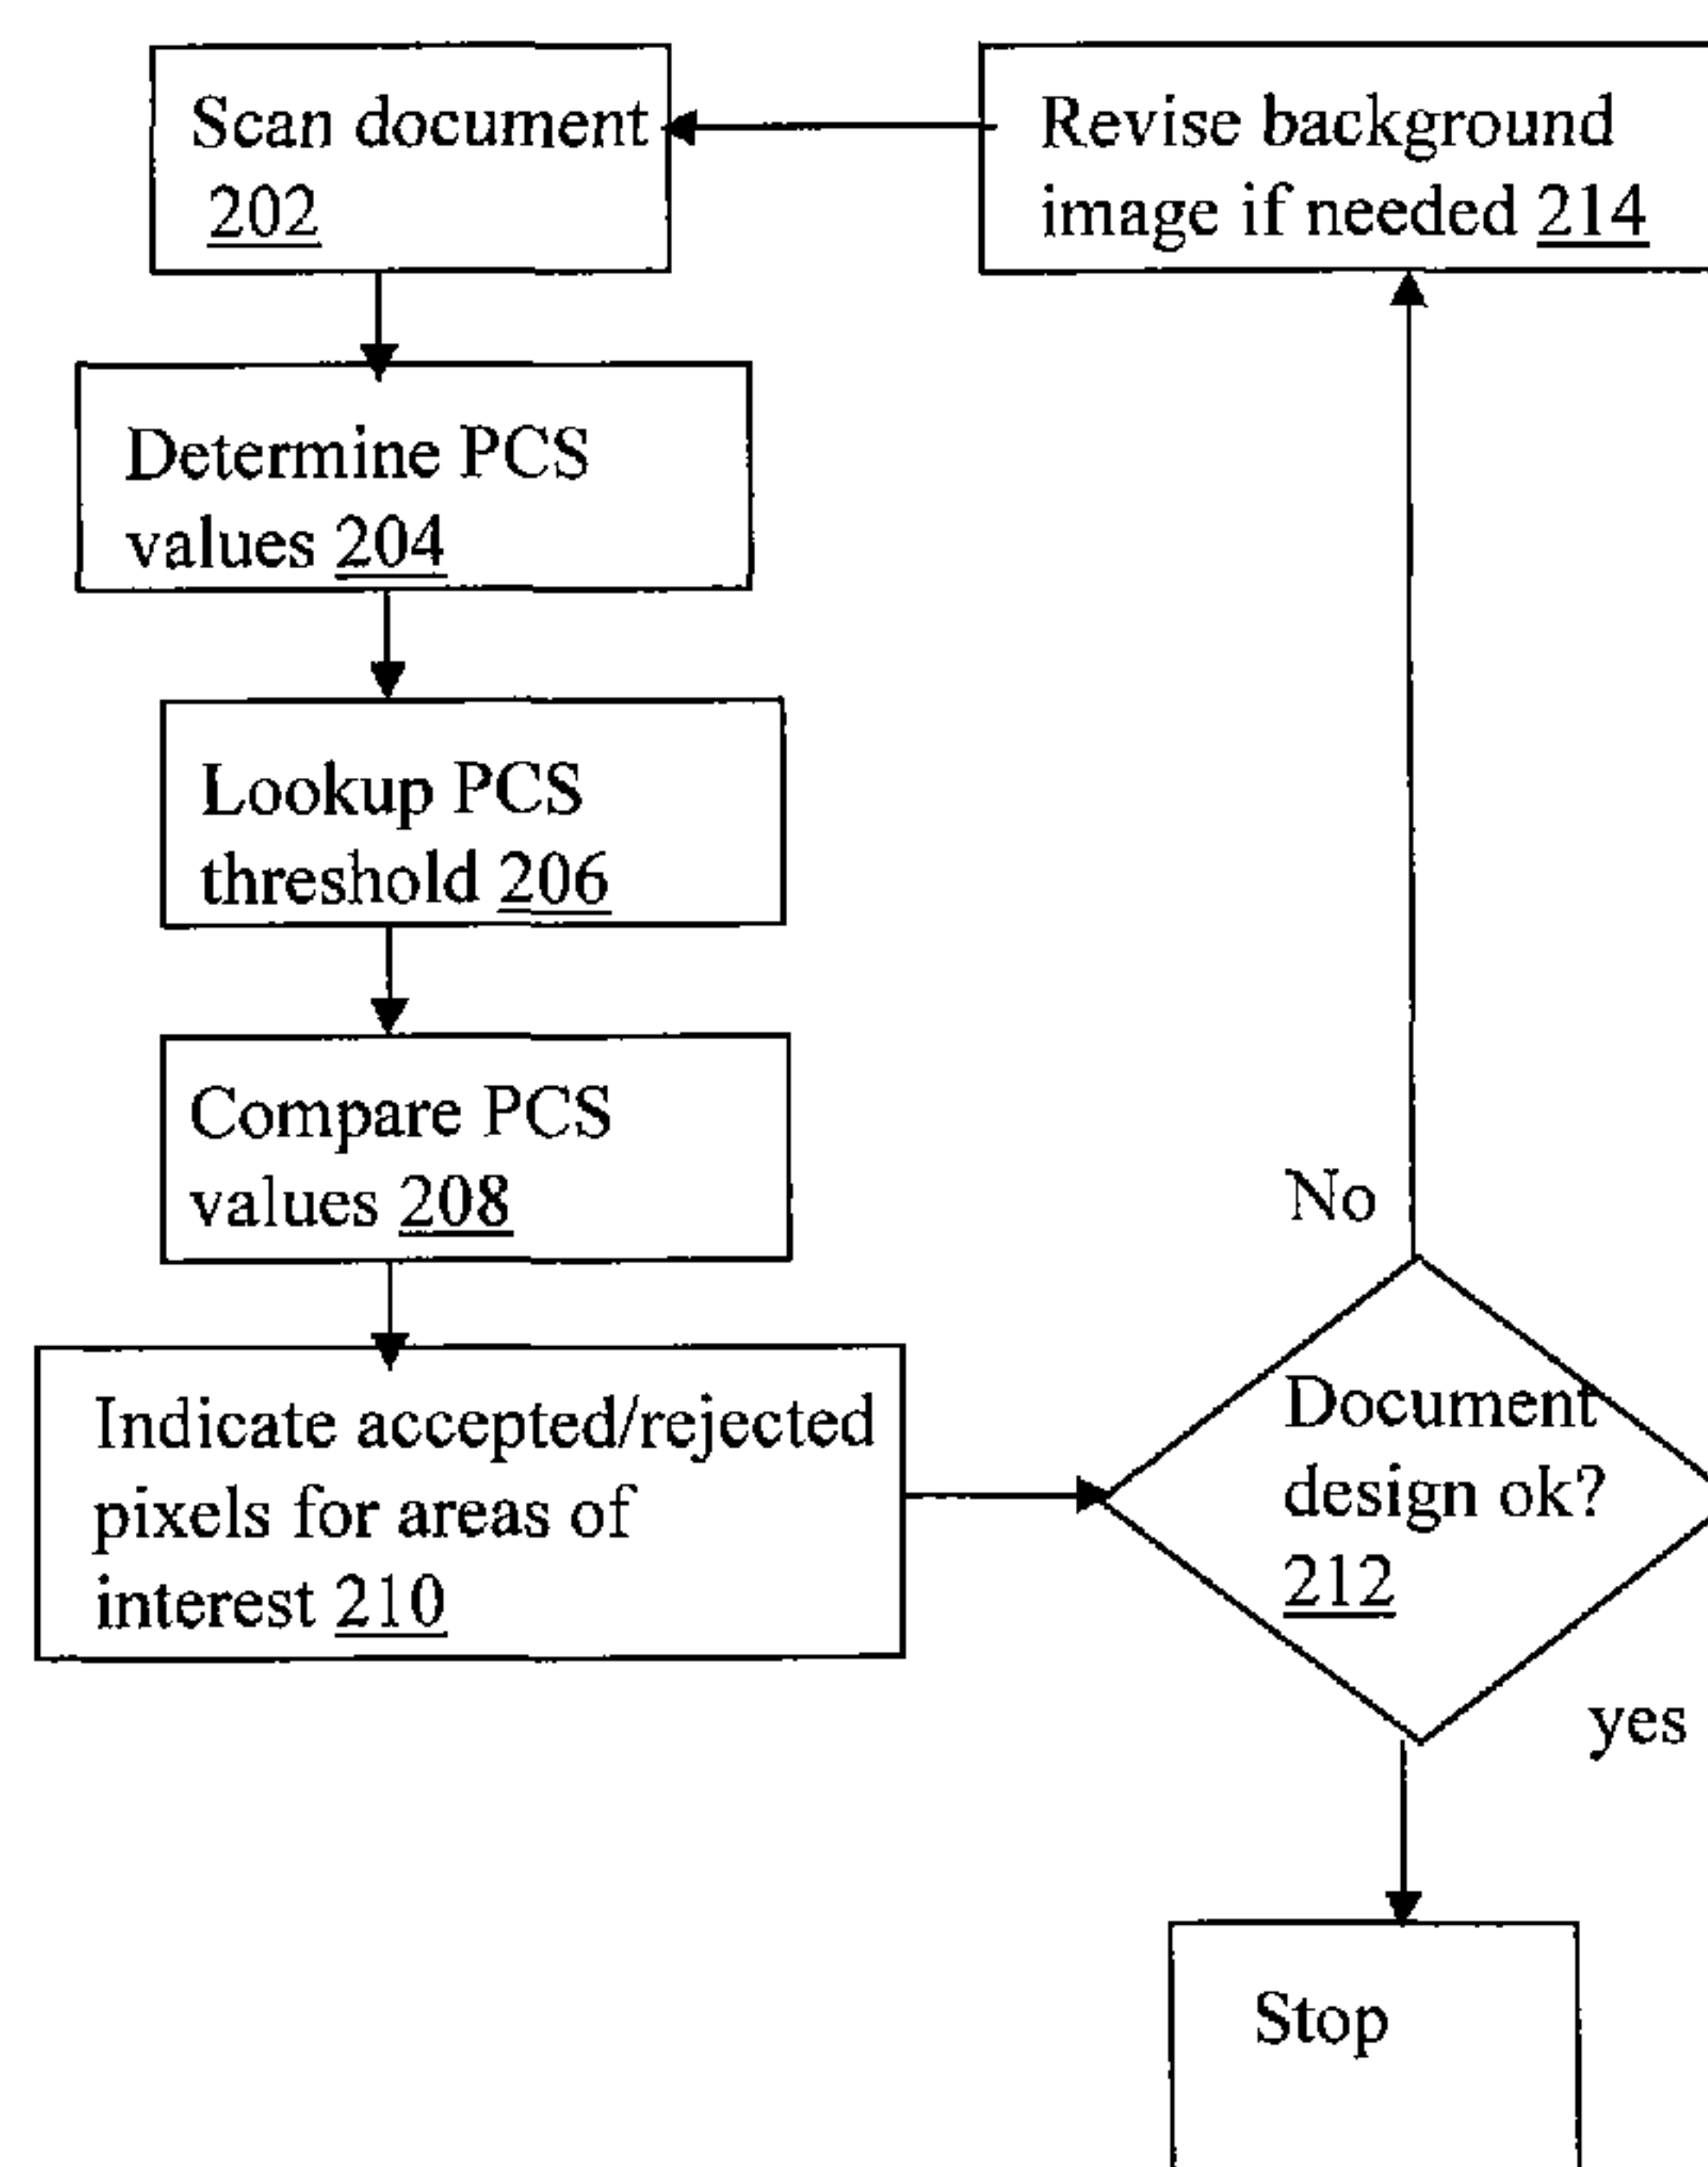 Scan document
202
Revise background
image if needed 214
Determine PCS
values 204
Lookup PCS
threshold 206
Compare PCS
values 208
Indicate accepted/rejected
pixels for areas of
interest 210
No
Document
design ok?
212
yes
Stop